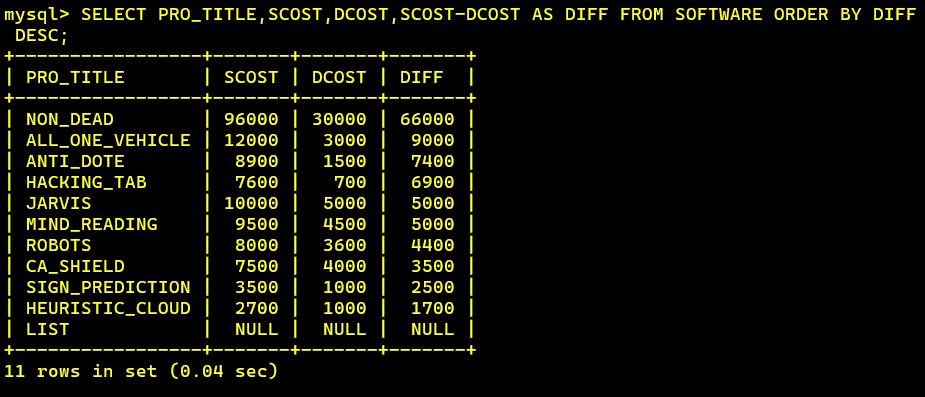 mysql> SELECT PRO_TITLE,SCOST,DCOST,SCOST-DCOST AS DIFF FROM SOFTWARE ORDER BY DIFF
 DESC;
+-----------------+-------+-------+-------+
| PRO_TITLE       | SCOST | DCOST | DIFF  |
+-----------------+-------+-------+-------+
| NON_DEAD        | 96000 | 30000 | 66000 |
| ALL_ONE_VEHICLE | 12000 |  3000 |  9000 |
| ANTI_DOTE       |  8900 |  1500 |  7400 |
| HACKING_TAB     |  7600 |   700 |  6900 |
| JARVIS          | 10000 |  5000 |  5000 |
| MIND_READING    |  9500 |  4500 |  5000 |
| ROBOTS          |  8000 |  3600 |  4400 |
| CA_SHIELD       |  7500 |  4000 |  3500 |
| SIGN_PREDICTION |  3500 |  1000 |  2500 |
| HEURISTIC_CLOUD |  2700 |  1000 |  1700 |
| LIST            |  NULL |  NULL |  NULL |
+-----------------+-------+-------+-------+
11 rows in set (0.04 sec)